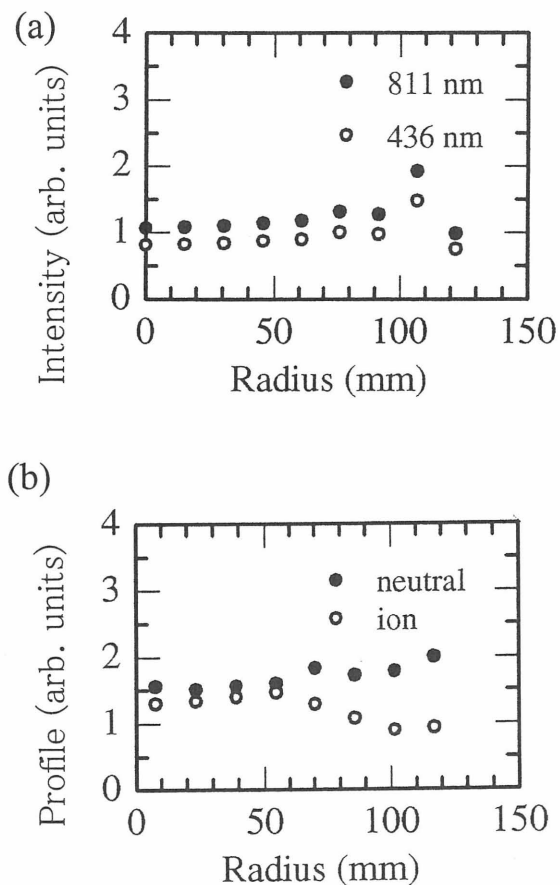 (a)
4
3
2
1
0
811 nm
436 nm
0 50 100 150
Intensity (arb. units)
Radius (mm)
(b)
4
3
2
1
0
neutral
ion
0 50 100 150
Profile (arb. units)
Radius (mm)